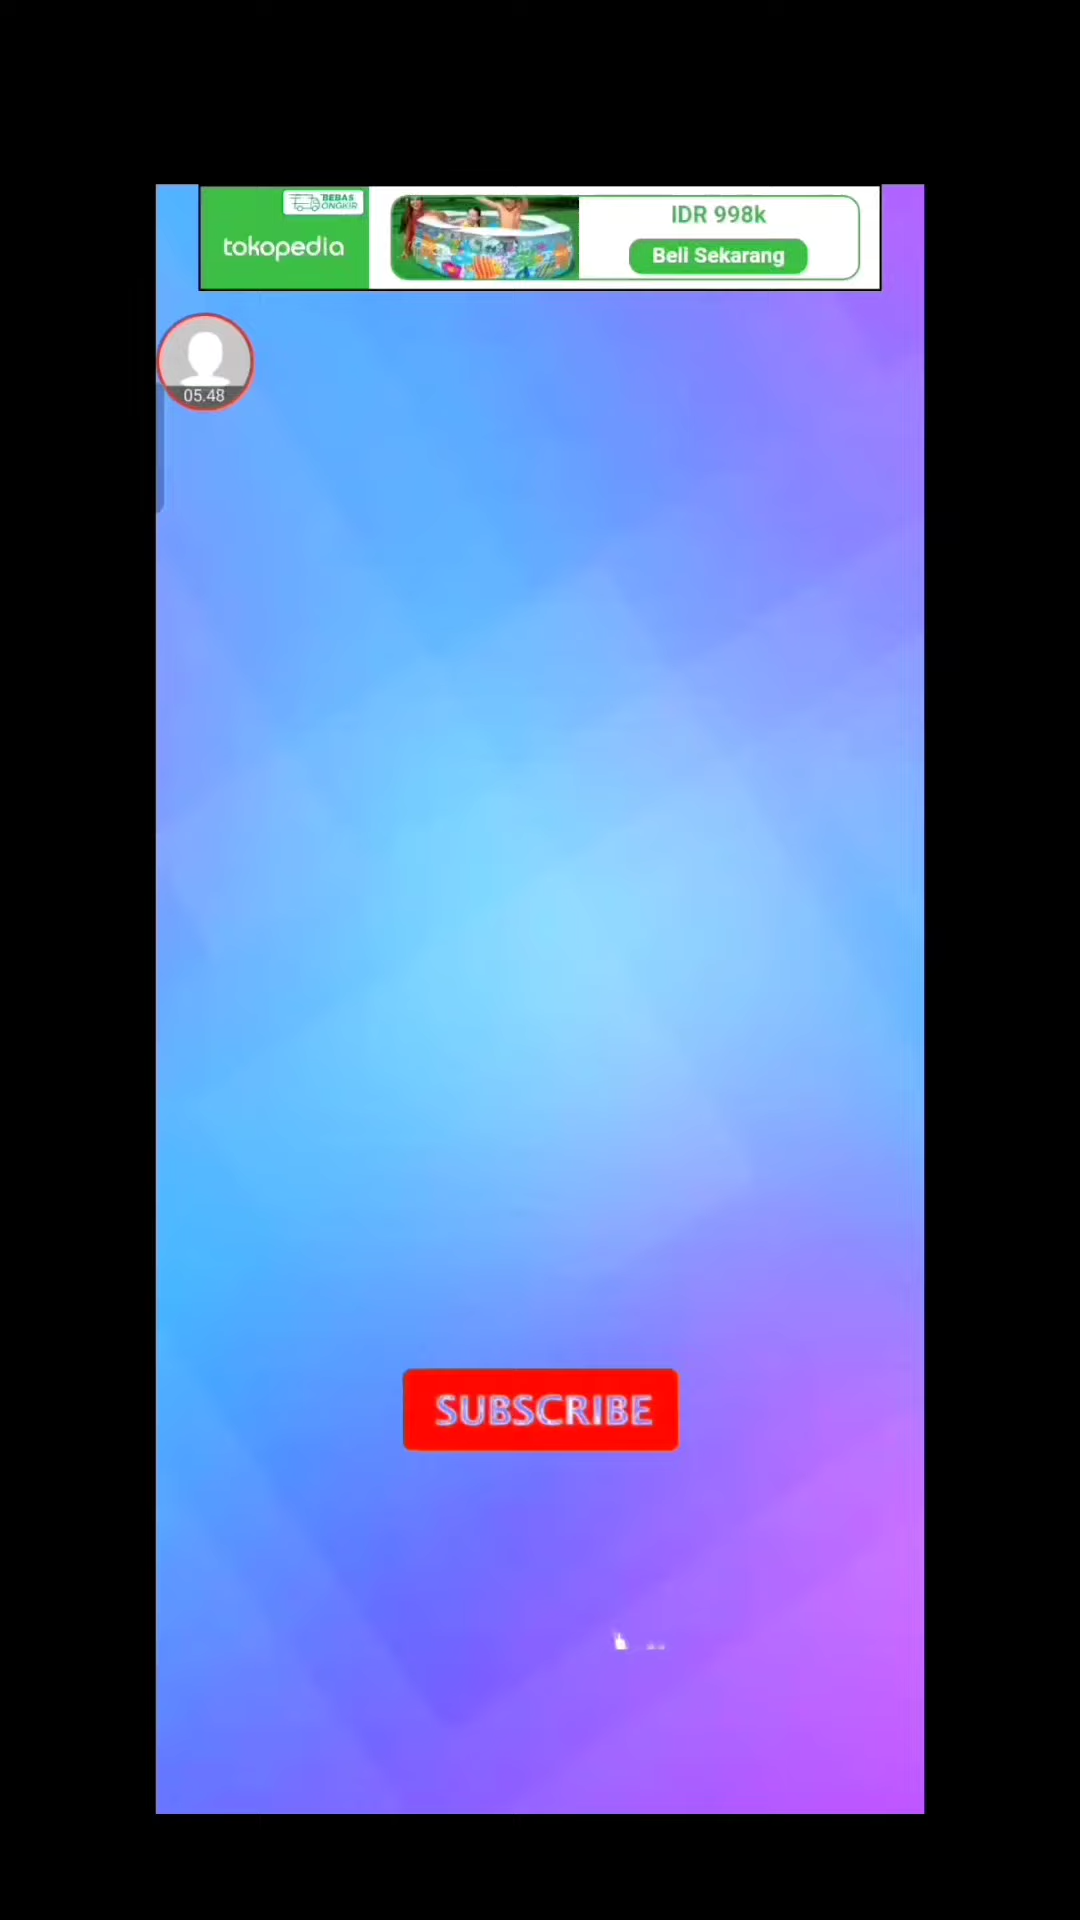 BEBAS
ONGKIR
tokopedia
IDR 998k
Beli Sekarang
05.48
SUBSCRIBE